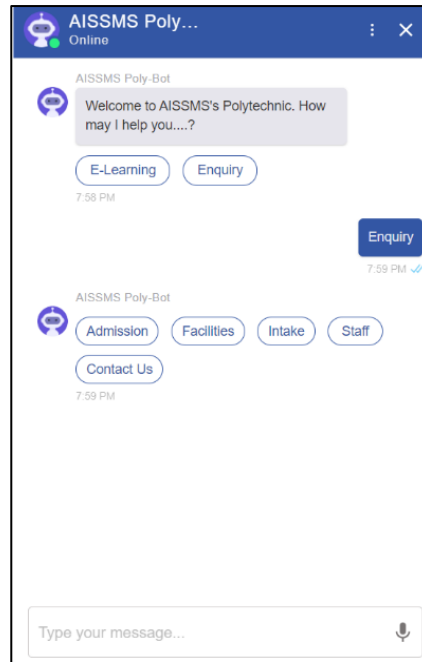 AISSMS Poly...
Online
AISSMS Poly-Bot
Welcome to AISSMS's Polytechnic. How
may I help you....?
E-Learning Enquiry
7:58 PM
Enquiry
7:59 PM
AISSMS Poly-Bot
Admission Facilities Intake Staff
Contact Us
7:59 PM
Type your message...